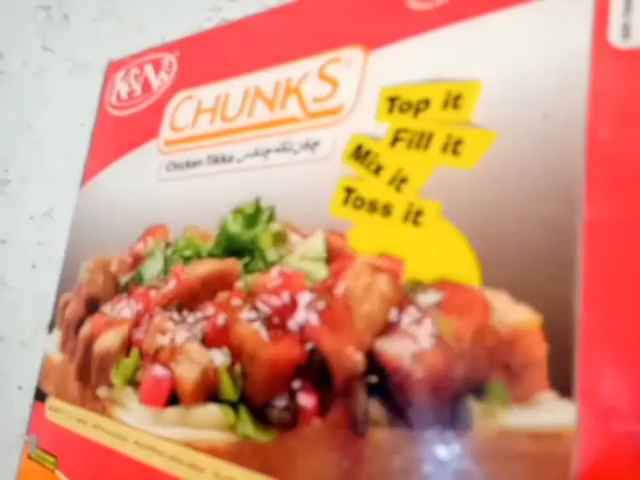 K&N's
CHUNKS
Chicken Tikka چکن تکہ چنکس
Top it
Fill it
Mix it
Toss it